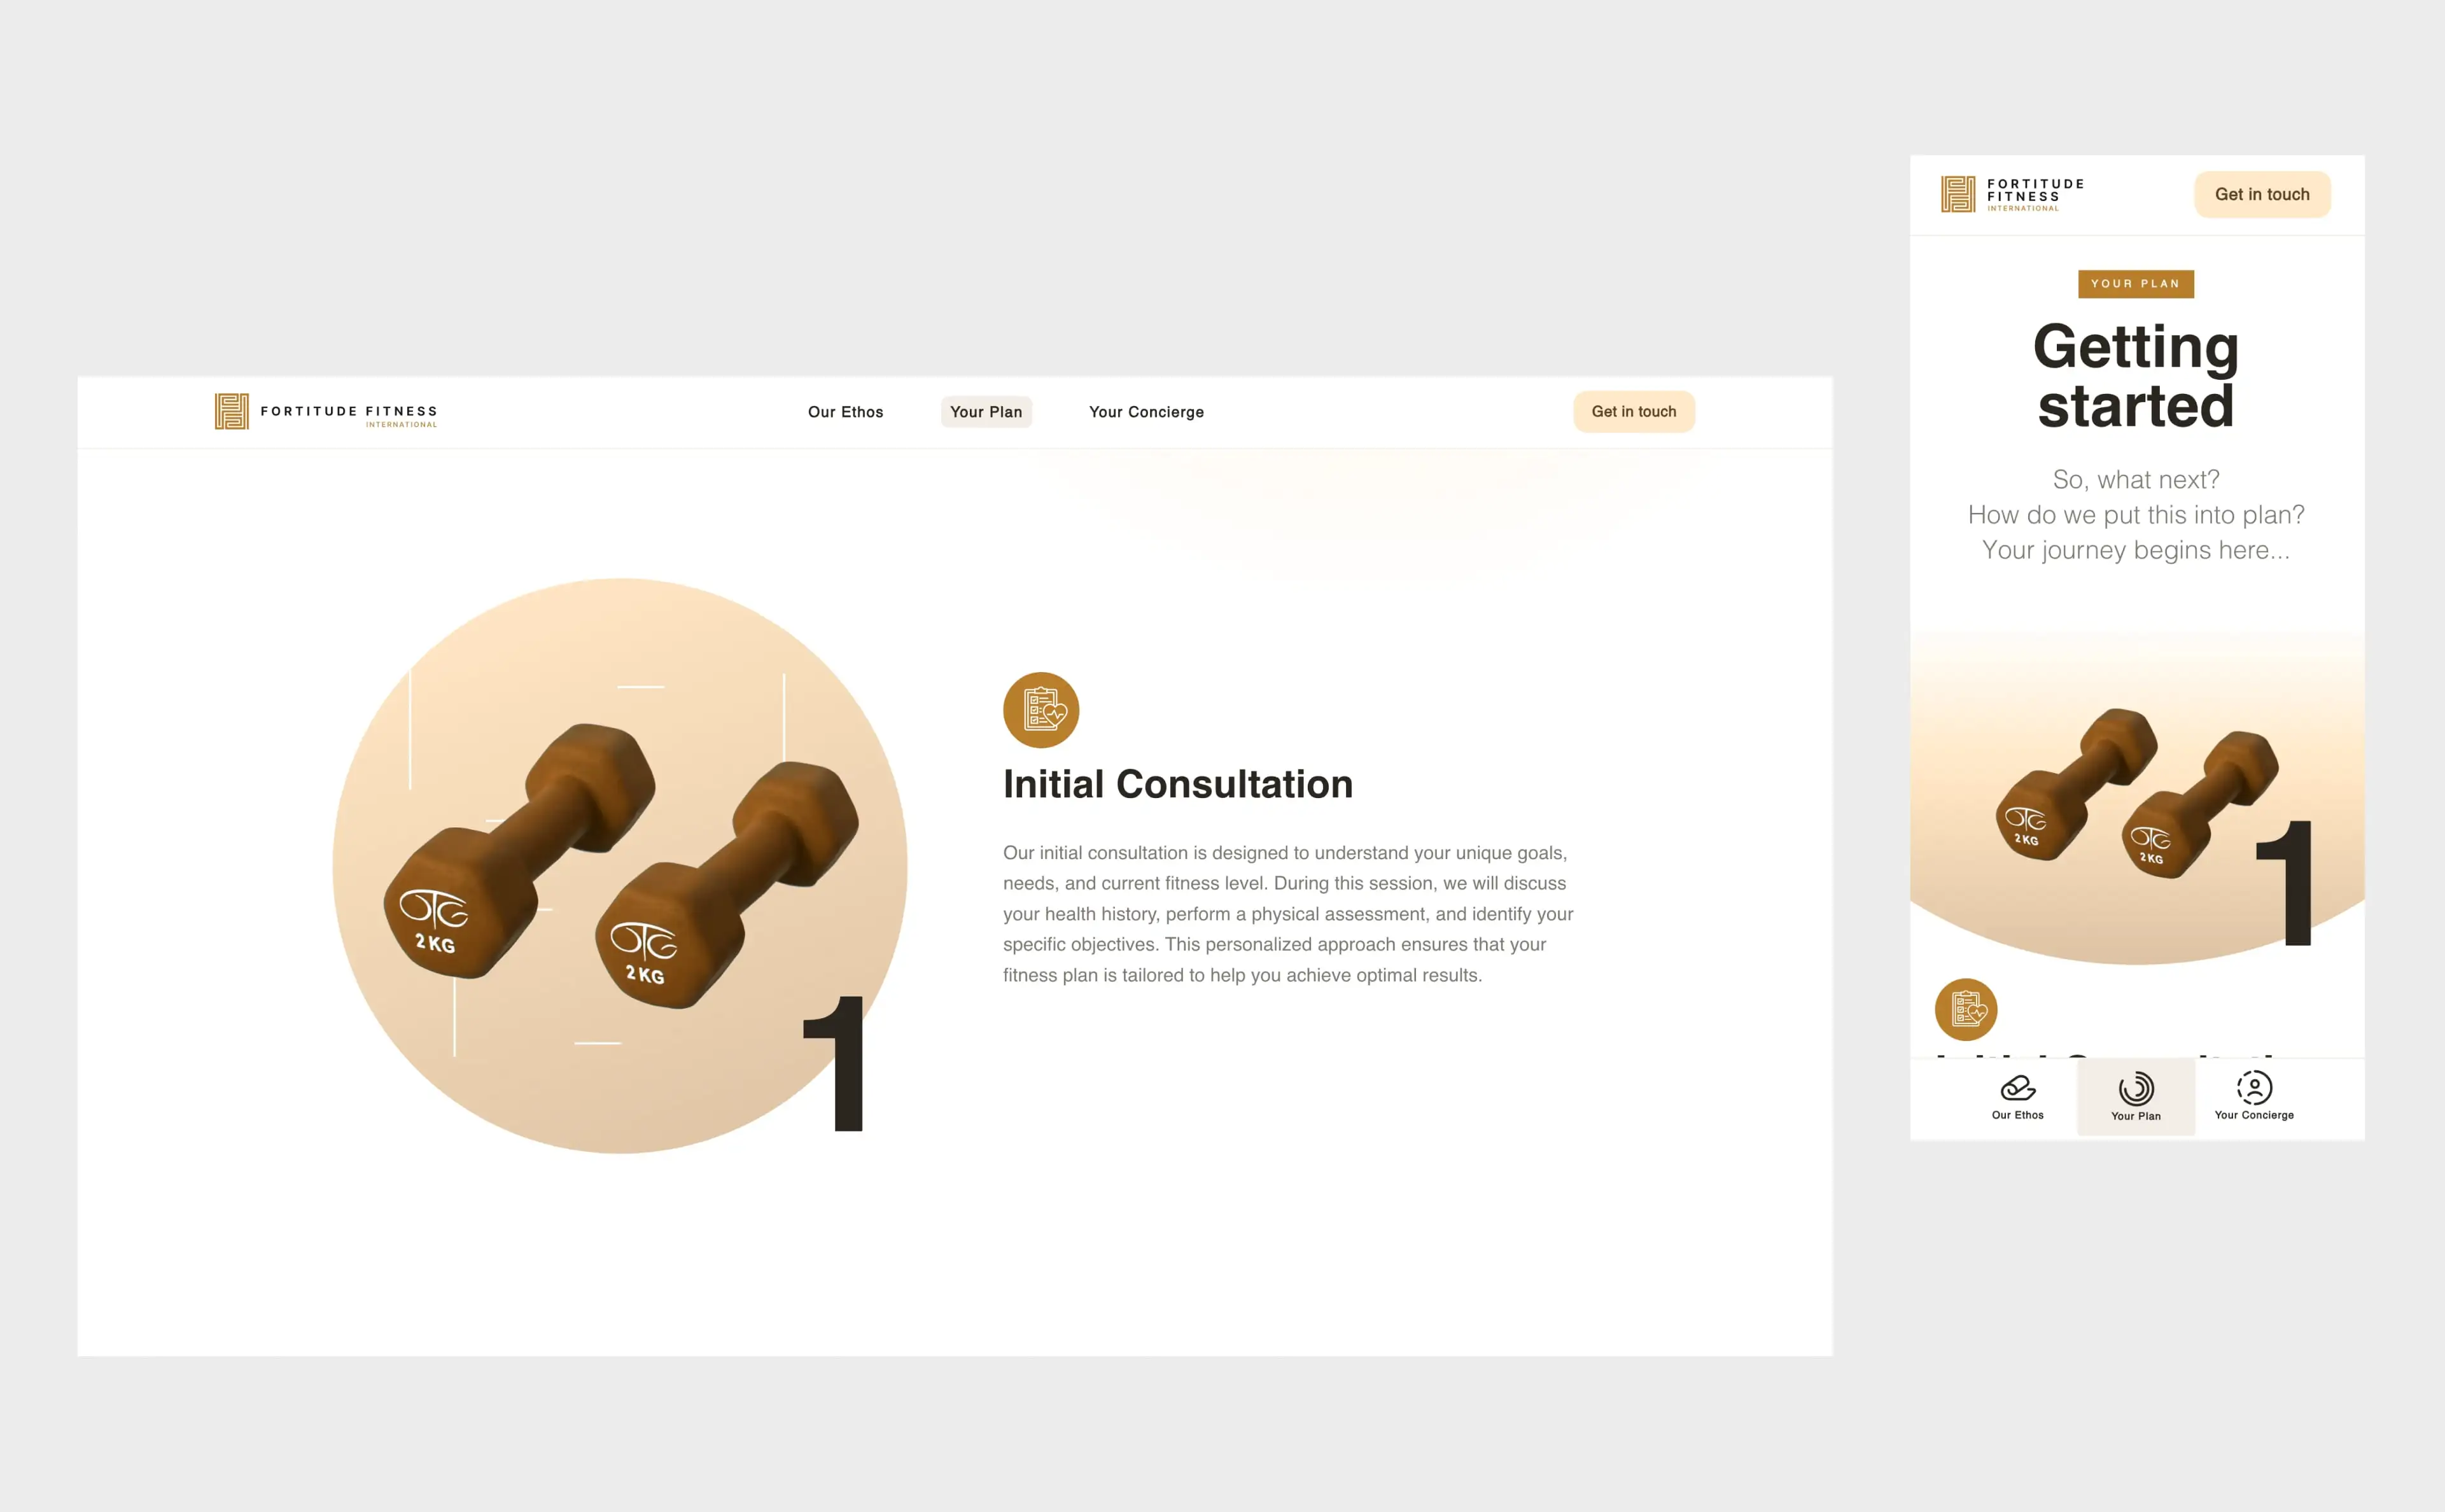 FORTITUDE FITNESS
INTERNATIONAL
Our Ethos
Your Plan
Your Concierge
Get in touch
OTG
2 KG
OTG
2 KG
1
Initial Consultation
Our initial consultation is designed to understand your unique goals,
needs, and current fitness level. During this session, we will discuss
your health history, perform a physical assessment, and identify your
specific objectives. This personalized approach ensures that your
fitness plan is tailored to help you achieve optimal results.
FORTITUDE
FITNESS
INTERNATIONAL
Get in touch
YOUR PLAN
Getting
started
So, what next?
How do we put this into plan?
Your journey begins here...
OTG
2 KG
OTG
2 KG
1
Our Ethos
Your Plan
Your Concierge